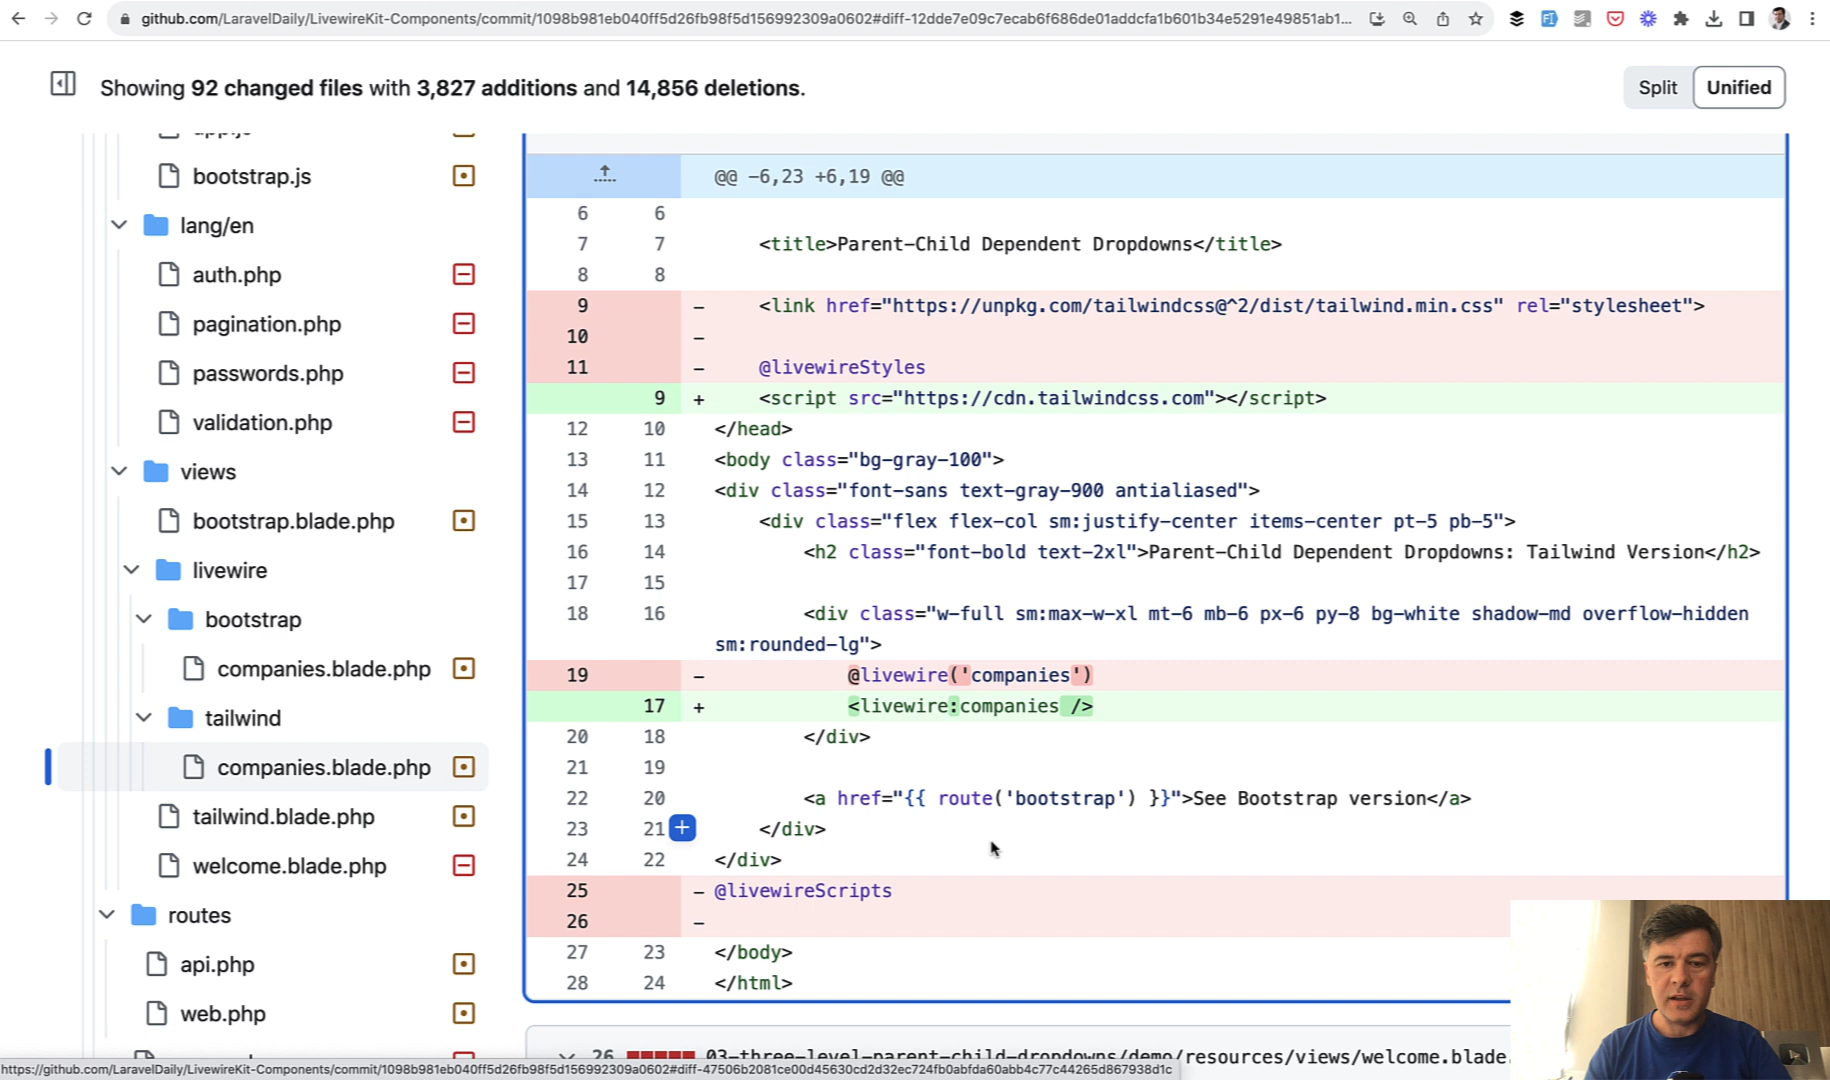 github.com/LaravelDaily/LivewireKit-Components/commit/1098b981eb040ff5d26fb98f5d156992309a0602#diff-12dde7e09c7ecab6f686de01addcfa1b601b34e5291e49851ab1...
Showing 92 changed files with 3,827 additions and 14,856 deletions.
Split Unified
app.js
bootstrap.js
lang/en
auth.php
pagination.php
passwords.php
validation.php
views
bootstrap.blade.php
livewire
bootstrap
companies.blade.php
tailwind
companies.blade.php
tailwind.blade.php
welcome.blade.php
routes
api.php
web.php
@@ -6,23 +6,19 @@
6 6
7 7 <title>Parent-Child Dependent Dropdowns</title>
8 8
9 - <link href="https://unpkg.com/tailwindcss@^2/dist/tailwind.min.css" rel="stylesheet">
10 -
11 - @livewireStyles
9 + <script src="https://cdn.tailwindcss.com"></script>
12 10 </head>
13 11 <body class="bg-gray-100">
14 12 <div class="font-sans text-gray-900 antialiased">
15 13 <div class="flex flex-col sm:justify-center items-center pt-5 pb-5">
16 14 <h2 class="font-bold text-2xl">Parent-Child Dependent Dropdowns: Tailwind Version</h2>
17 15
18 16 <div class="w-full sm:max-w-xl mt-6 mb-6 px-6 py-8 bg-white shadow-md overflow-hidden
sm:rounded-lg">
19 - @livewire('companies')
17 + <livewire:companies />
20 18 </div>
21 19
22 20 <a href="{{ route('bootstrap') }}">See Bootstrap version</a>
23 21 + </div>
24 22 </div>
25 - @livewireScripts
26 -
27 23 </body>
28 24 </html>
26 03-three-level-parent-child-dropdowns/demo/resources/views/welcome.blade.
https://github.com/LaravelDaily/LivewireKit-Components/commit/1098b981eb040ff5d26fb98f5d156992309a0602#diff-47506b2081ce00d45630cd2d32ec724fb0abfda60abb4c77c44265d867938d1c